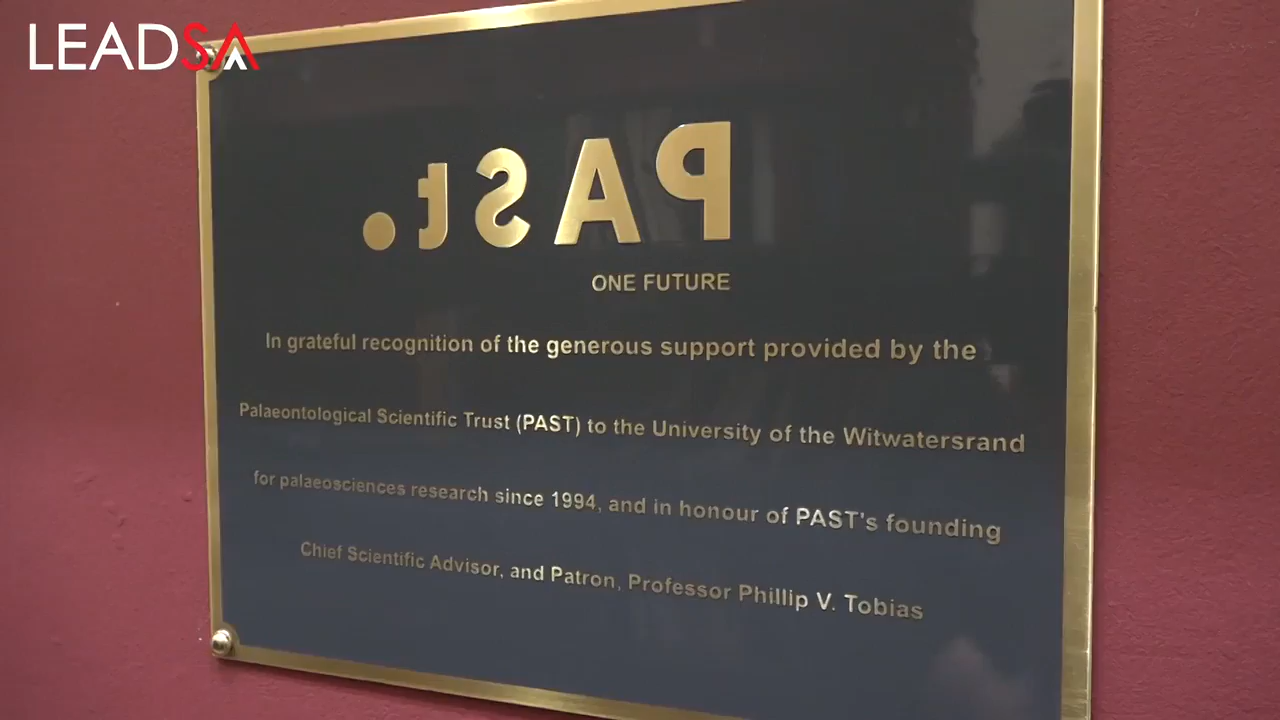 LEADSA
PAST.
ONE FUTURE
In grateful recognition of the generous support provided by the
Palaeontological Scientific Trust (PAST) to the University of the Witwatersrand
for palaeosciences research since 1994, and in honour of PAST's founding
Chief Scientific Advisor, and Patron, Professor Phillip V. Tobias